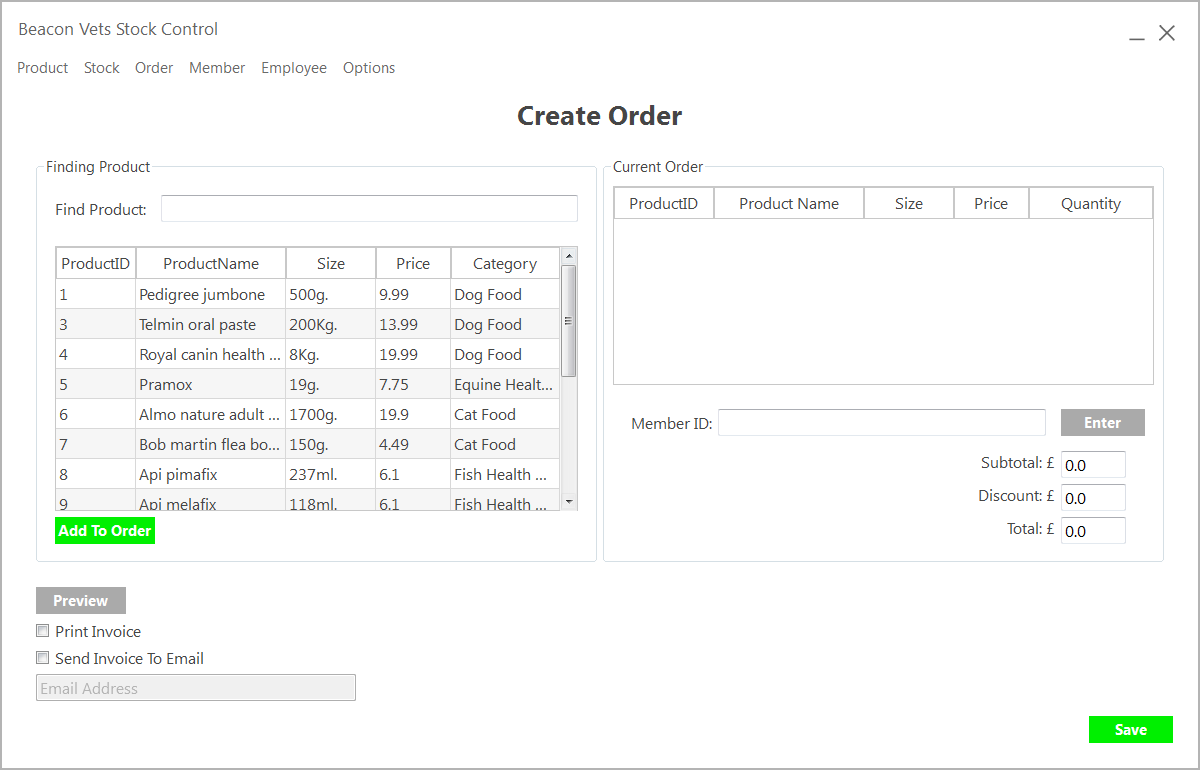 Beacon Vets Stock Control
Product Stock Order Member Employee Options
Create Order
Finding Product
Find Product:
ProductID ProductName Size Price Category
1 Pedigree jumbone 500g. 9.99 Dog Food
3 Telmin oral paste 200Kg. 13.99 Dog Food
4 Royal canin health ... 8Kg. 19.99 Dog Food
5 Pramox 19g. 7.75 Equine Healt...
6 Almo nature adult ... 1700g. 19.9 Cat Food
7 Bob martin flea bo... 150g. 4.49 Cat Food
8 Api pimafix 237ml. 6.1 Fish Health ...
9 Api melafix 118ml. 6.1 Fish Health ...
Add To Order
Current Order
ProductID Product Name Size Price Quantity
Member ID: Enter
Subtotal: £ 0.0
Discount: £ 0.0
Total: £ 0.0
Preview
Print Invoice
Send Invoice To Email
Email Address
Save